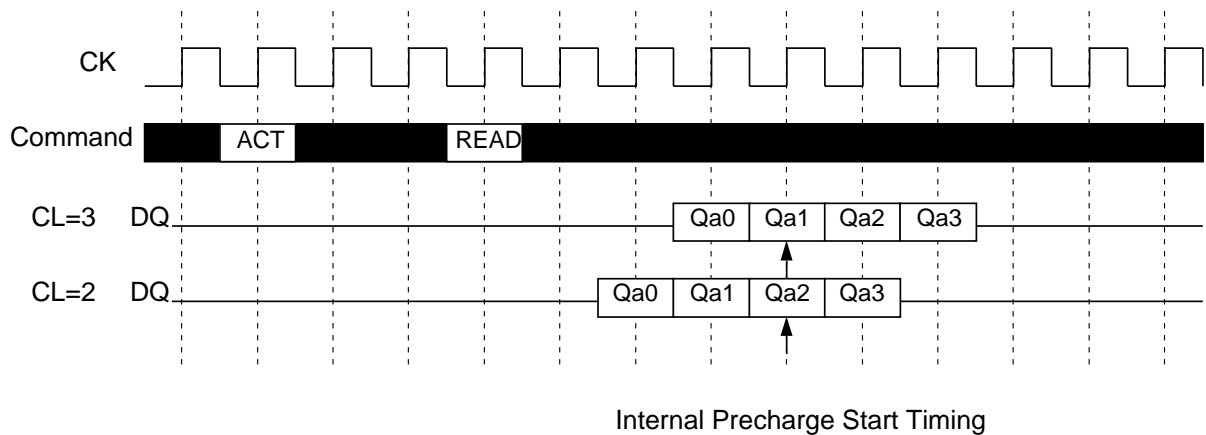 CK
Command ACT READ
CL=3 DQ Qa0 Qa1 Qa2 Qa3
CL=2 DQ Qa0 Qa1 Qa2 Qa3
Internal Precharge Start Timing